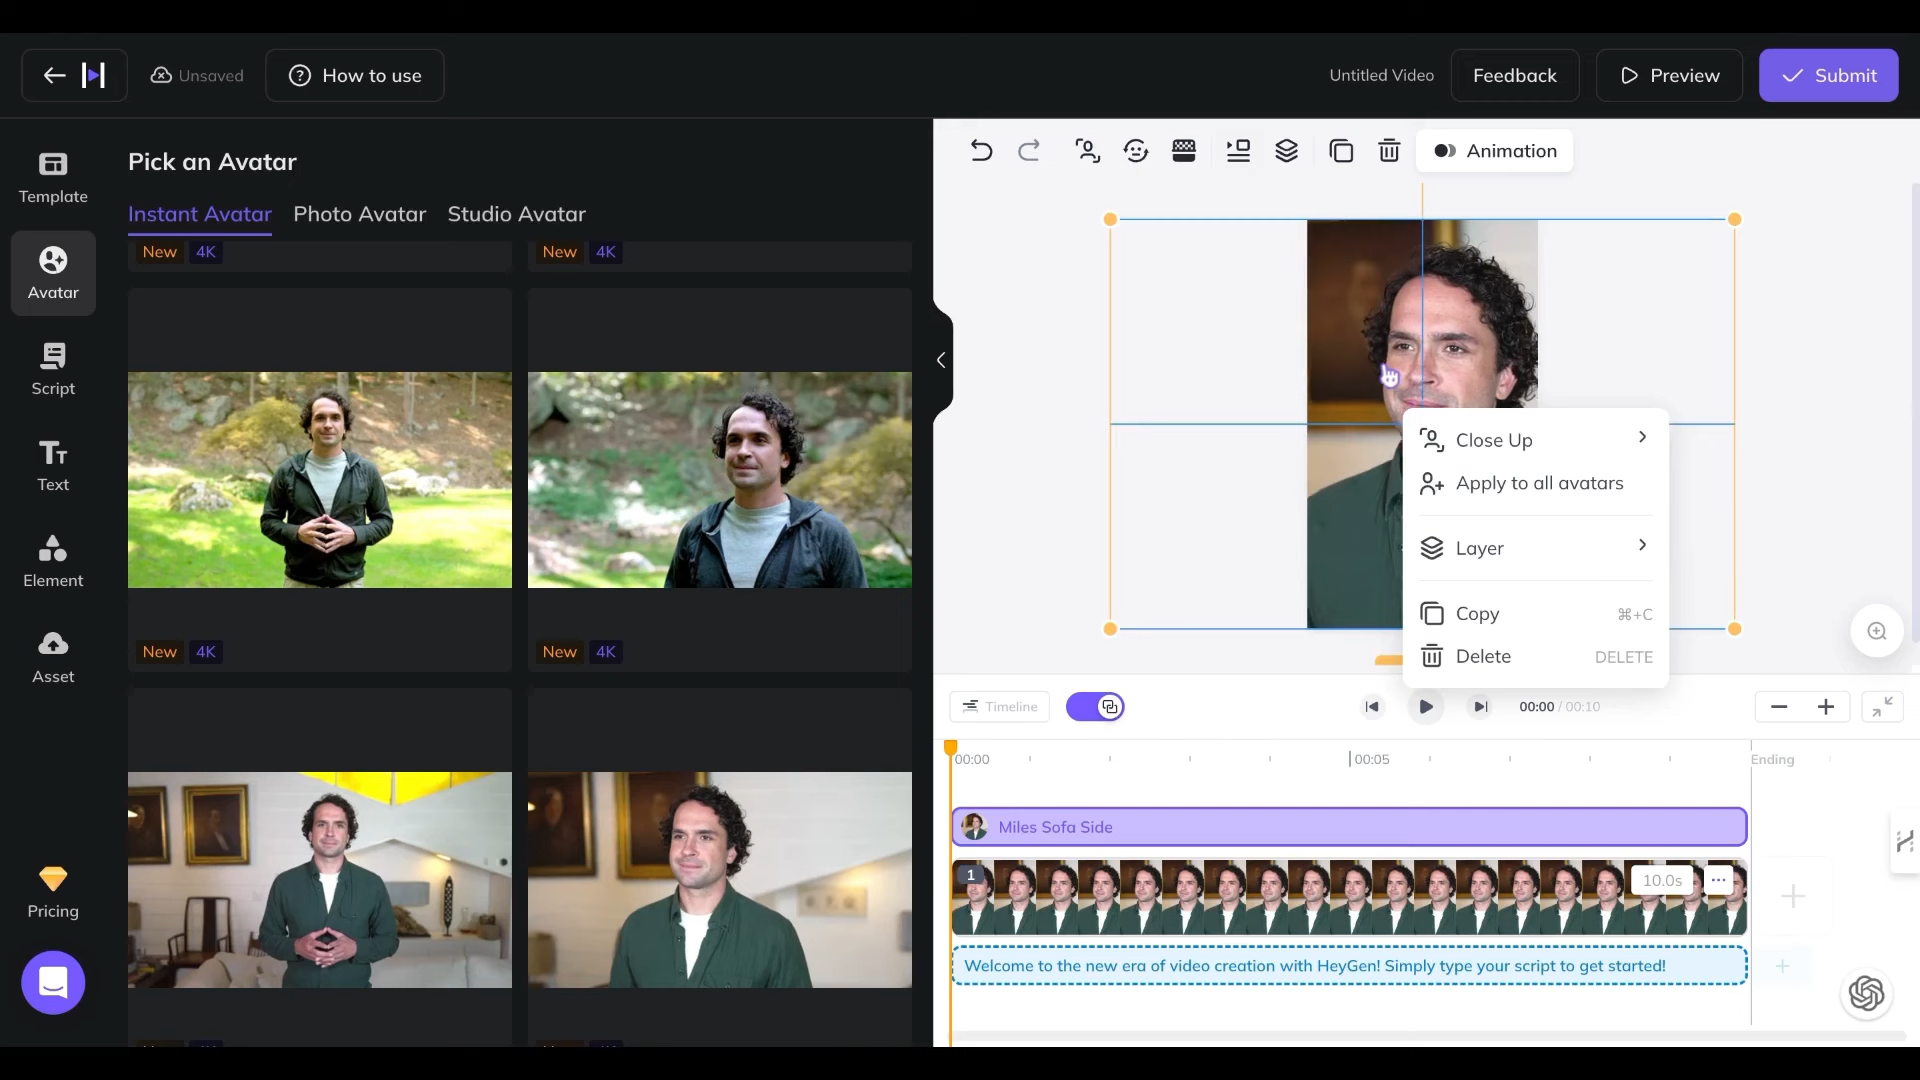 Unsaved
How to use
Untitled Video
Feedback
Preview
Submit
Template
Avatar
Script
Text
Element
Asset
Pricing
Pick an Avatar
Instant Avatar
Photo Avatar
Studio Avatar
New 4K
New 4K
New 4K
New 4K
Animation
Close Up
Apply to all avatars
Layer
Copy ⌘+C
Delete DELETE
Timeline
00:00 / 00:10
00:00
00:05
Ending
Miles Sofa Side
1
10.0s
Welcome to the new era of video creation with HeyGen! Simply type your script to get started!